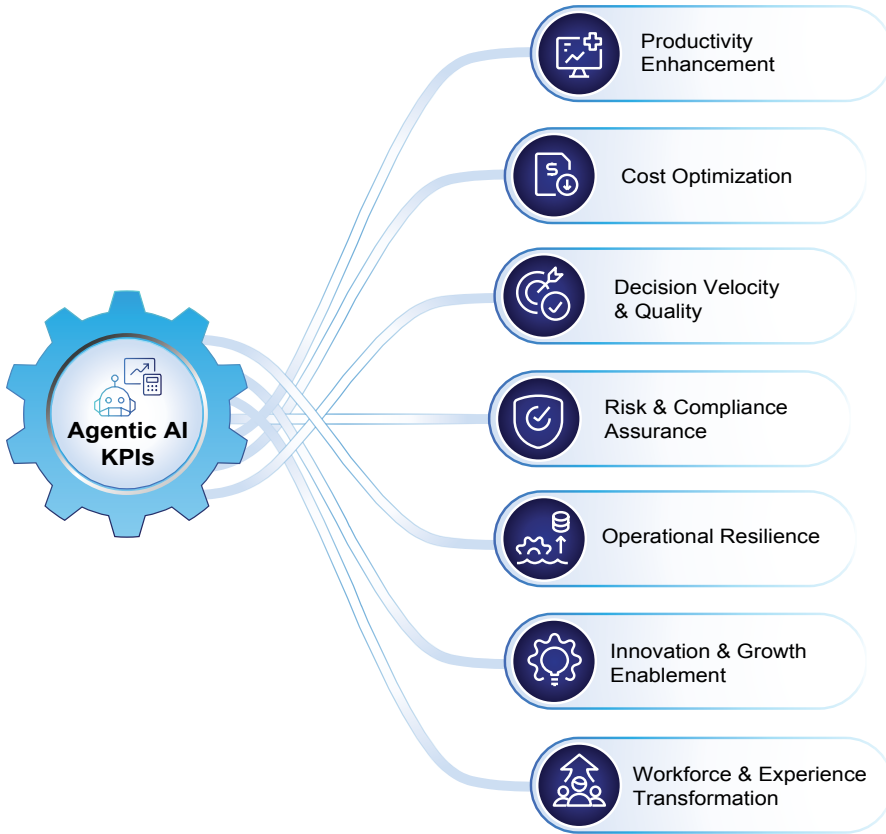 Agentic AI
KPIs
Productivity
Enhancement
Cost Optimization
Decision Velocity
& Quality
Risk & Compliance
Assurance
Operational Resilience
Innovation & Growth
Enablement
Workforce & Experience
Transformation